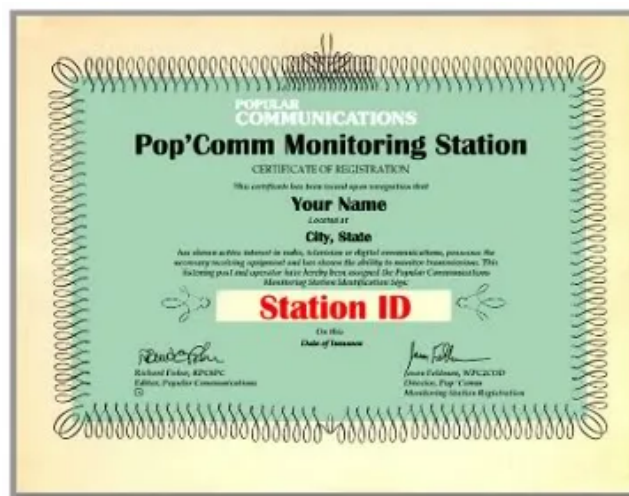 POPULAR
COMMUNICATIONS
Pop'Comm Monitoring Station
CERTIFICATE OF REGISTRATION
This certificate has been issued upon recognition that
Your Name
Located at
City, State
has shown active interest in radio, television or digital communications, possesses the
necessary receiving equipment and has shown the ability to monitor transmissions. This
listening post and operator have hereby been assigned the Popular Communications
Monitoring Station Identification Sign:
Station ID
On this
Date of Issuance
Richard Fisher,
Editor, Popular Communications
Jason Feldman,
Director, Pop' Comm
Monitoring Station Registration